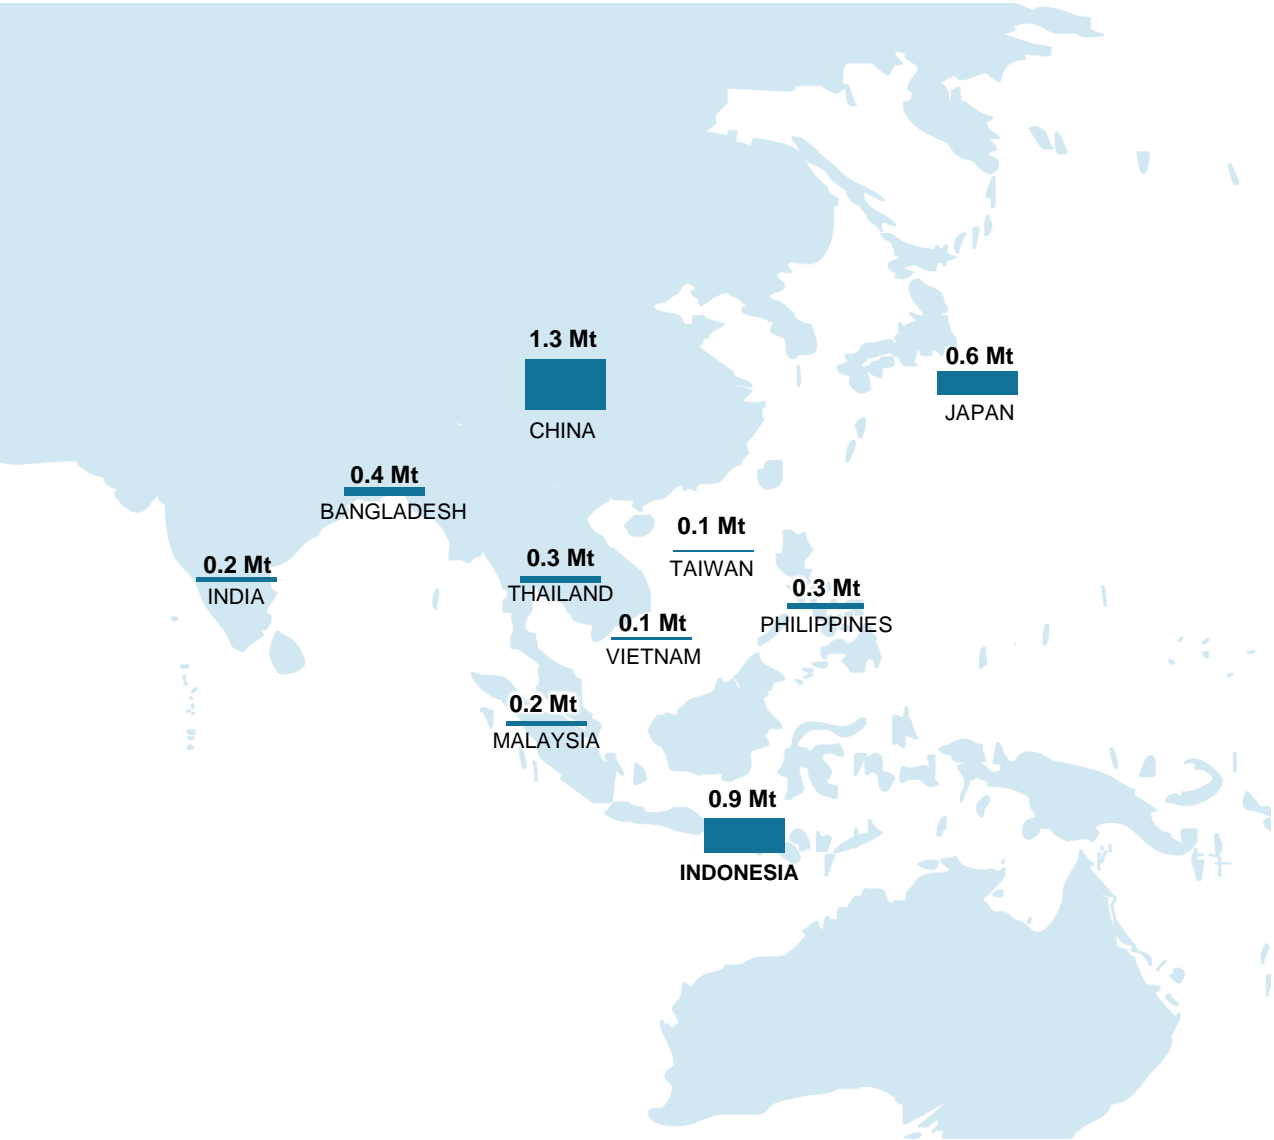 1.3 Mt
CHINA
0.6 Mt
JAPAN
0.4 Mt
BANGLADESH
0.1 Mt
TAIWAN
0.2 Mt
INDIA
0.3 Mt
THAILAND
0.3 Mt
PHILIPPINES
0.1 Mt
VIETNAM
0.2 Mt
MALAYSIA
0.9 Mt
INDONESIA